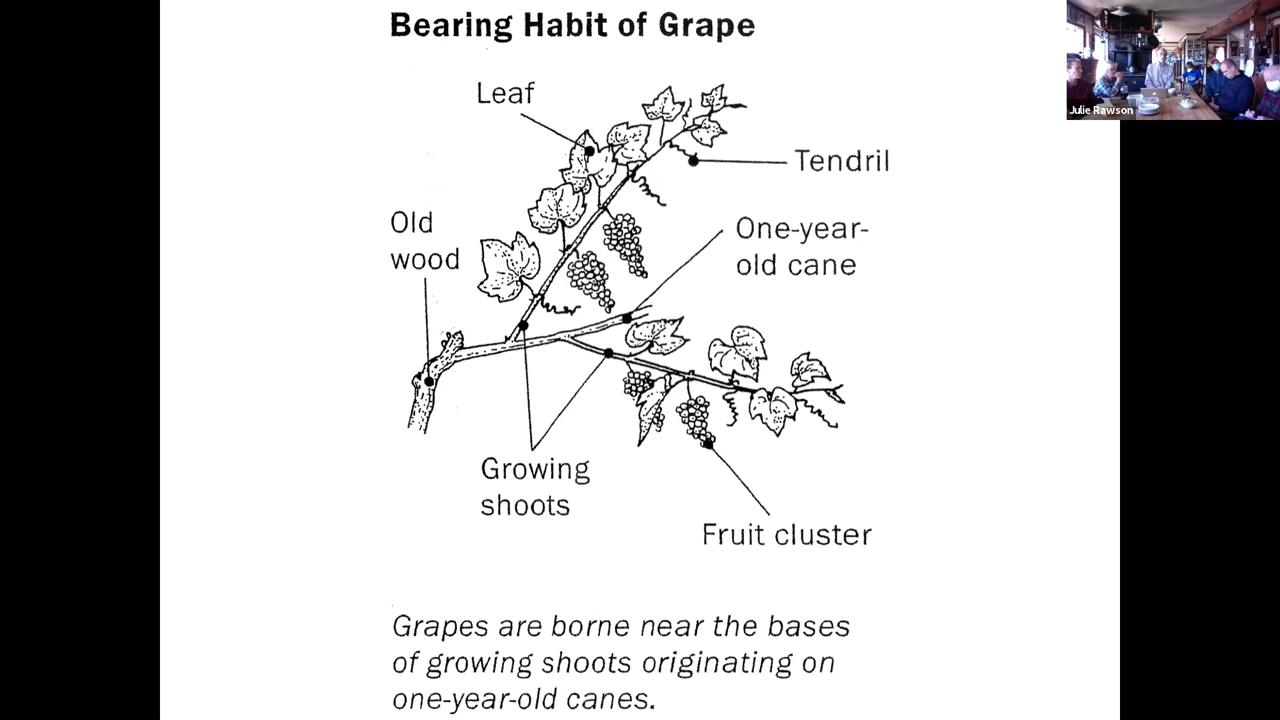 Bearing Habit of Grape
Julie Rawson
Leaf
Tendril
Old
wood
One-year-
old cane
Growing
shoots
Fruit cluster
Grapes are borne near the bases
of growing shoots originating on
one-year-old canes.